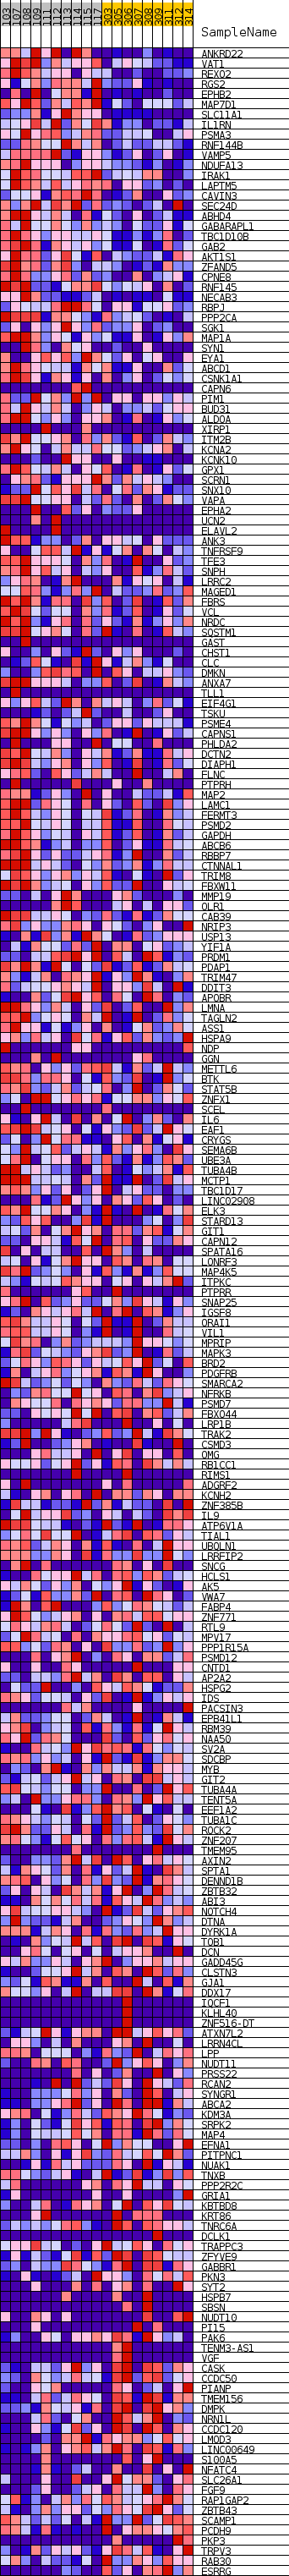 103 107 108 109 111 112 113 114 115 117 303 305 306 307 308 309 311 312 314
SampleName
ANKRD22
VAT1
REXO2
RGS2
EPHB2
MAP7D1
SLC11A1
IL1RN
PSMA3
RNF144B
VAMP5
NDUFA13
IRAK1
LAPTM5
CAVIN3
SEC24D
ABHD4
GABARAPL1
TBC1D10B
GAB2
AKT1S1
ZFAND5
CPNE8
RNF145
NECAB3
RBPJ
PPP2CA
SGK1
MAP1A
SYN1
EYA1
ABCD1
CSNK1A1
CAPN6
PIM1
BUD31
ALDOA
XIRP1
ITM2B
KCNA2
KCNK10
GPX1
SCRN1
SNX10
VAPA
EPHA2
UCN2
ELAVL2
ANK3
TNFRSF9
TFE3
SNPH
LRRC2
MAGED1
FBRS
VCL
NRDC
SQSTM1
GAST
CHST1
CLC
DMKN
ANXA7
TLL1
EIF4G1
TSKU
PSME4
CAPNS1
PHLDA2
DCTN2
DIAPH1
FLNC
PTPRH
MAP2
LAMC1
FERMT3
PSMD2
GAPDH
ABCB6
RBBP7
CTNNAL1
TRIM8
FBXW11
MMP19
OLR1
CAB39
NRIP3
USP13
YIF1A
PRDM1
PDAP1
TRIM47
DDIT3
APOBR
LMNA
TAGLN2
ASS1
HSPA9
NDP
GGN
METTL6
BTK
STAT5B
ZNFX1
SCEL
IL6
EAF1
CRYGS
SEMA6B
UBE3A
TUBA4B
MCTP1
TBC1D17
LINC02908
ELK3
STARD13
GIT1
CAPN12
SPATA16
LONRF3
MAP4K5
ITPKC
PTPRR
SNAP25
IGSF8
ORAI1
VIL1
MPRIP
MAPK3
BRD2
PDGFRB
SMARCA2
NFRKB
PSMD7
FBXO44
LRP1B
TRAK2
CSMD3
OMG
RB1CC1
RIMS1
ADGRF2
KCNH2
ZNF385B
IL9
ATP6V1A
TIAL1
UBQLN1
LRRFIP2
SNCG
HCLS1
AK5
VWA7
FABP4
ZNF771
RTL9
MPV17
PPP1R15A
PSMD12
CNTD1
AP2A2
HSPG2
IDS
PACSIN3
EPB41L1
RBM39
NAA50
SV2A
SDCBP
MYB
GIT2
TUBA4A
TENT5A
EEF1A2
TUBA1C
ROCK2
ZNF207
TMEM95
AXIN2
SPTA1
DENND1B
ZBTB32
ABI3
NOTCH4
DTNA
DYRK1A
TOB1
DCN
GADD45G
CLSTN3
GJA1
DDX17
IQCF1
KLHL40
ZNF516-DT
ATXN7L2
LRRN4CL
LPP
NUDT11
PRSS22
RCAN2
SYNGR1
ABCA2
KDM3A
SRPK2
MAP4
EFNA1
PITPNC1
NUAK1
TNXB
PPP2R2C
GRIA1
KBTBD8
KRT86
TNRC6A
DCLK1
TRAPPC3
ZFYVE9
GABBR1
PKN3
SYT2
HSPB7
SBSN
NUDT10
PI15
PAK6
TENM3-AS1
VGF
CASK
CCDC50
PIANP
TMEM156
DMPK
NRN1L
CCDC120
LMOD3
LINC00649
S100A5
NFATC4
SLC26A1
FGF9
RAP1GAP2
ZBTB43
SCAMP1
PCDH9
PKP3
TRPV3
RAB30
ESRRG